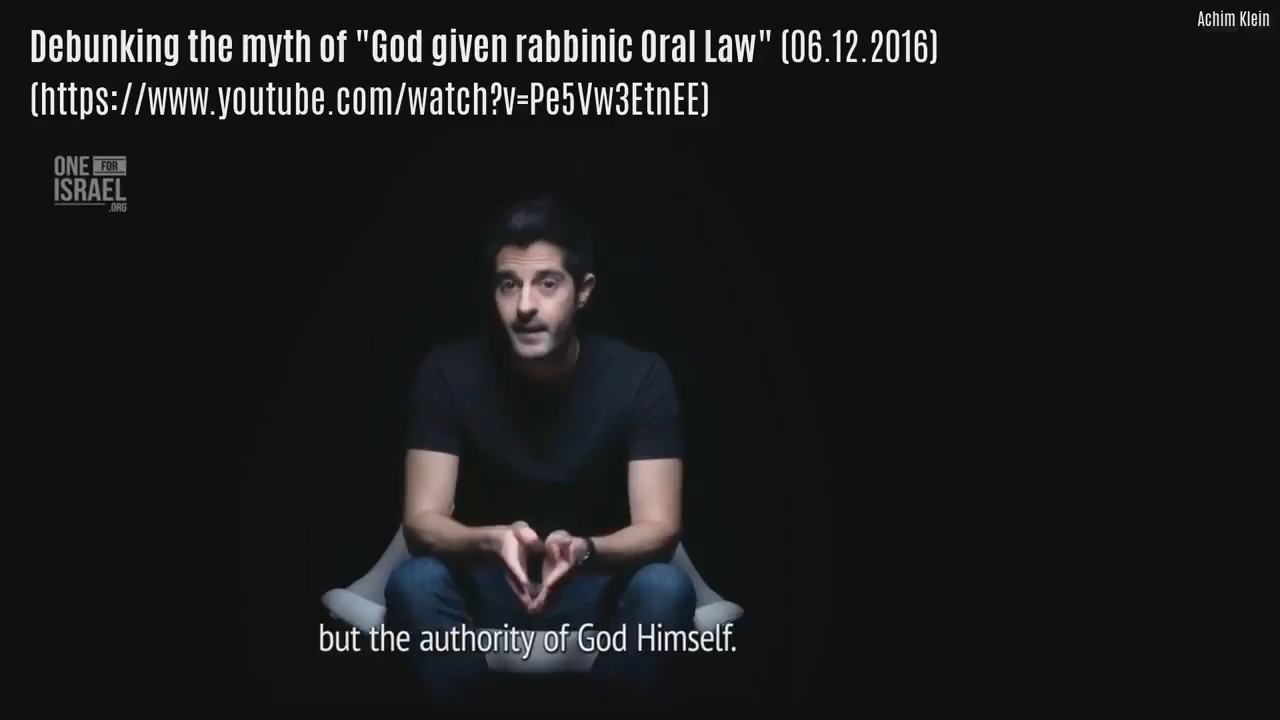 Achim Klein
Debunking the myth of "God given rabbinic Oral Law" (06.12.2016)
(https://www.youtube.com/watch?v=Pe5Vw3EtnEE)
ONE FOR
ISRAEL
.ORG
but the authority of God Himself.